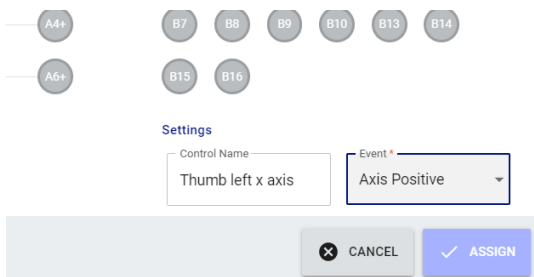 A4+ B7 B8 B9 B10 B13 B14
A6+ B15 B16
Settings
Control Name Event *
Thumb left x axis Axis Positive
CANCEL ASSIGN